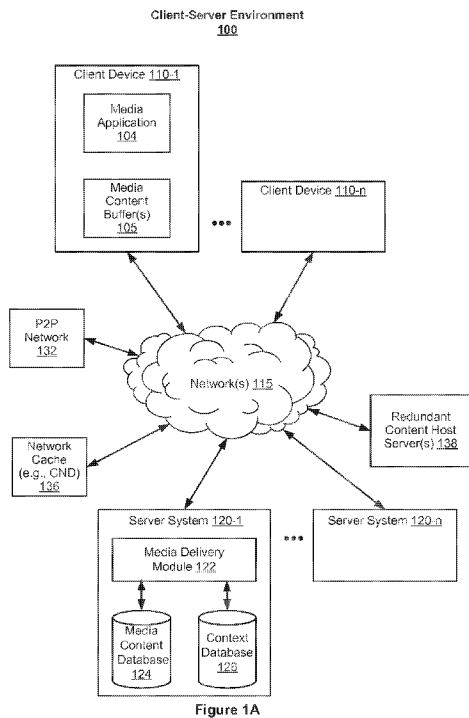 Client-Server Environment
100
Client Device 110-1
Media
Application
104
Media
Content
Buffer(s)
105
•••
Client Device 110-n
P2P
Network
132
Network(s) 115
Network
Cache
(e.g., CND)
136
Redundant
Content Host
Server(s)
138
Server System 120-1
Media Delivery
Module 122
Media
Content
Database
124
Context
Database
126
•••
Server System 120-n
Figure 1A